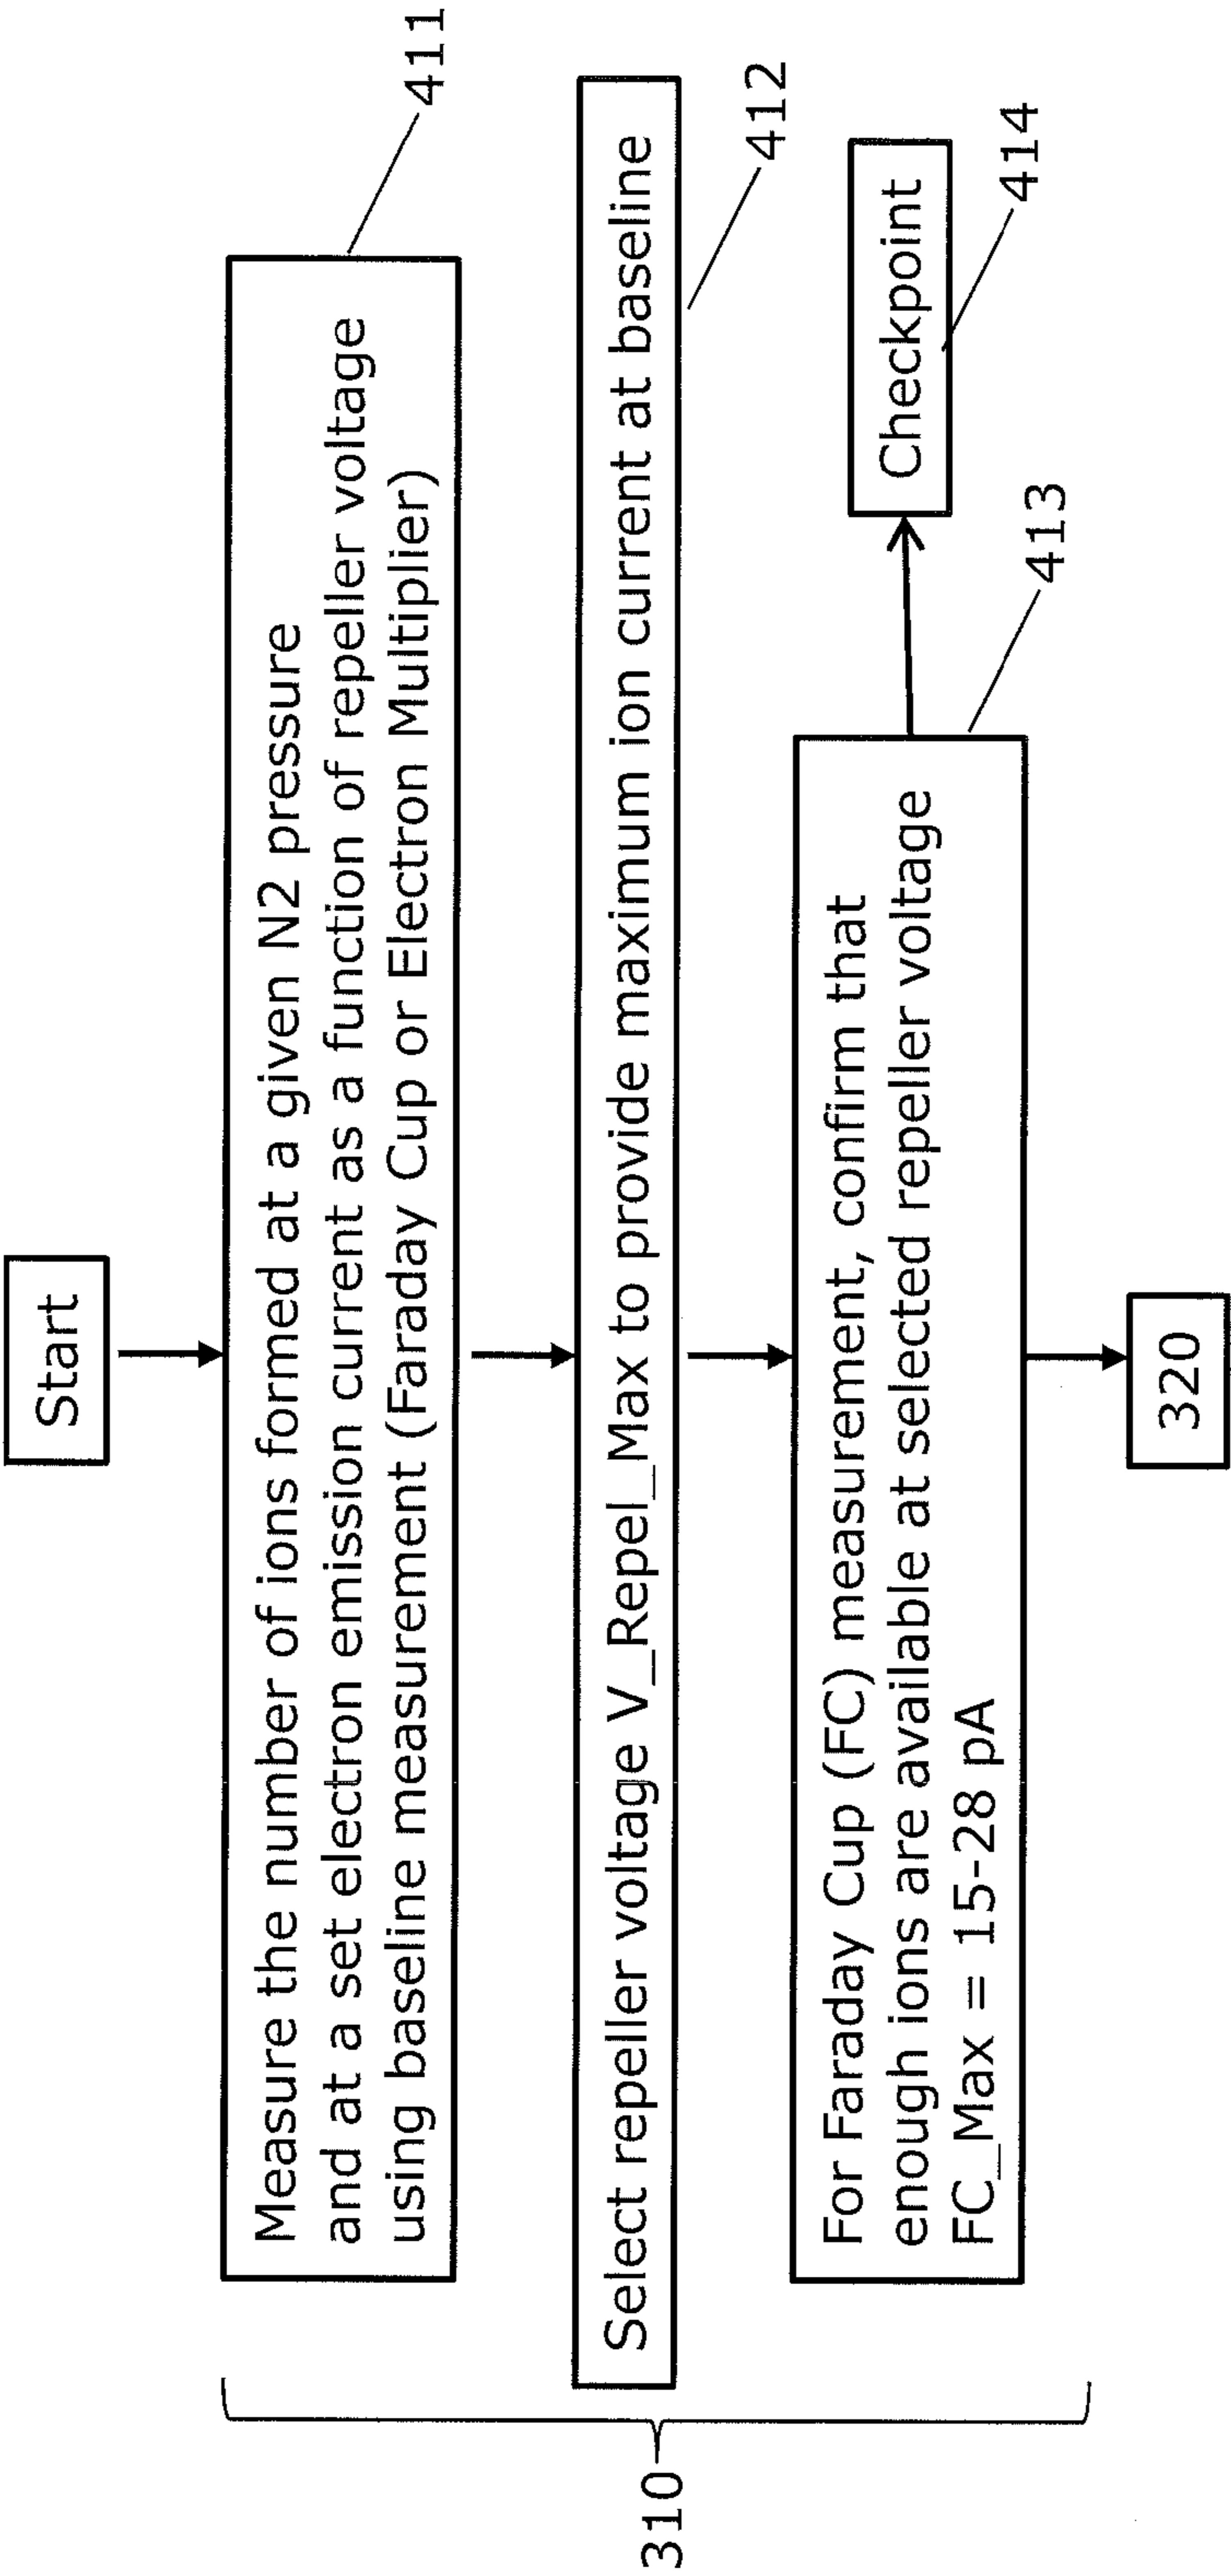 Start
Measure the number of ions formed at a given N2 pressure
and at a set electron emission current as a function of repeller voltage
using baseline measurement (Faraday Cup or Electron Multiplier)
411
Select repeller voltage V_Repel_Max to provide maximum ion current at baseline
412
For Faraday Cup (FC) measurement, confirm that
enough ions are available at selected repeller voltage
FC_Max = 15-28 pA
413
Checkpoint
414
310
320